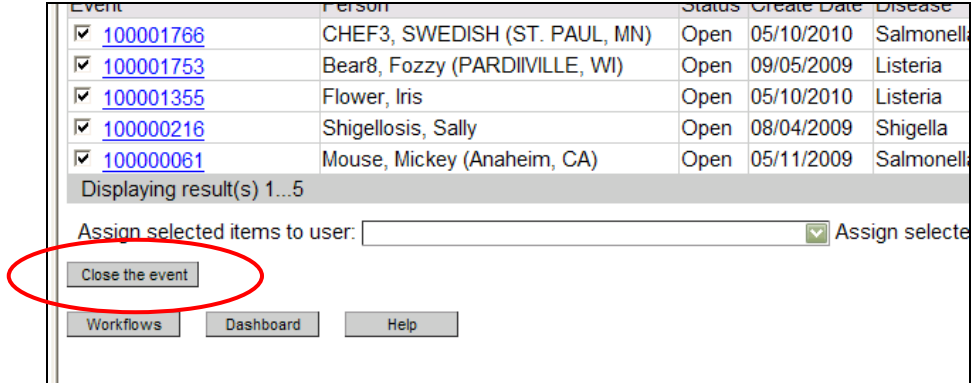 Event Person Status Create Date Disease
100001766 CHEF3, SWEDISH (ST. PAUL, MN) Open 05/10/2010 Salmonella
100001753 Bear8, Fozzy (PARDIIVILLE, WI) Open 09/05/2009 Listeria
100001355 Flower, Iris Open 05/10/2010 Listeria
100000216 Shigellosis, Sally Open 08/04/2009 Shigella
100000061 Mouse, Mickey (Anaheim, CA) Open 05/11/2009 Salmonella
Displaying result(s) 1...5
Assign selected items to user: Assign selecte
Close the event
Workflows Dashboard Help